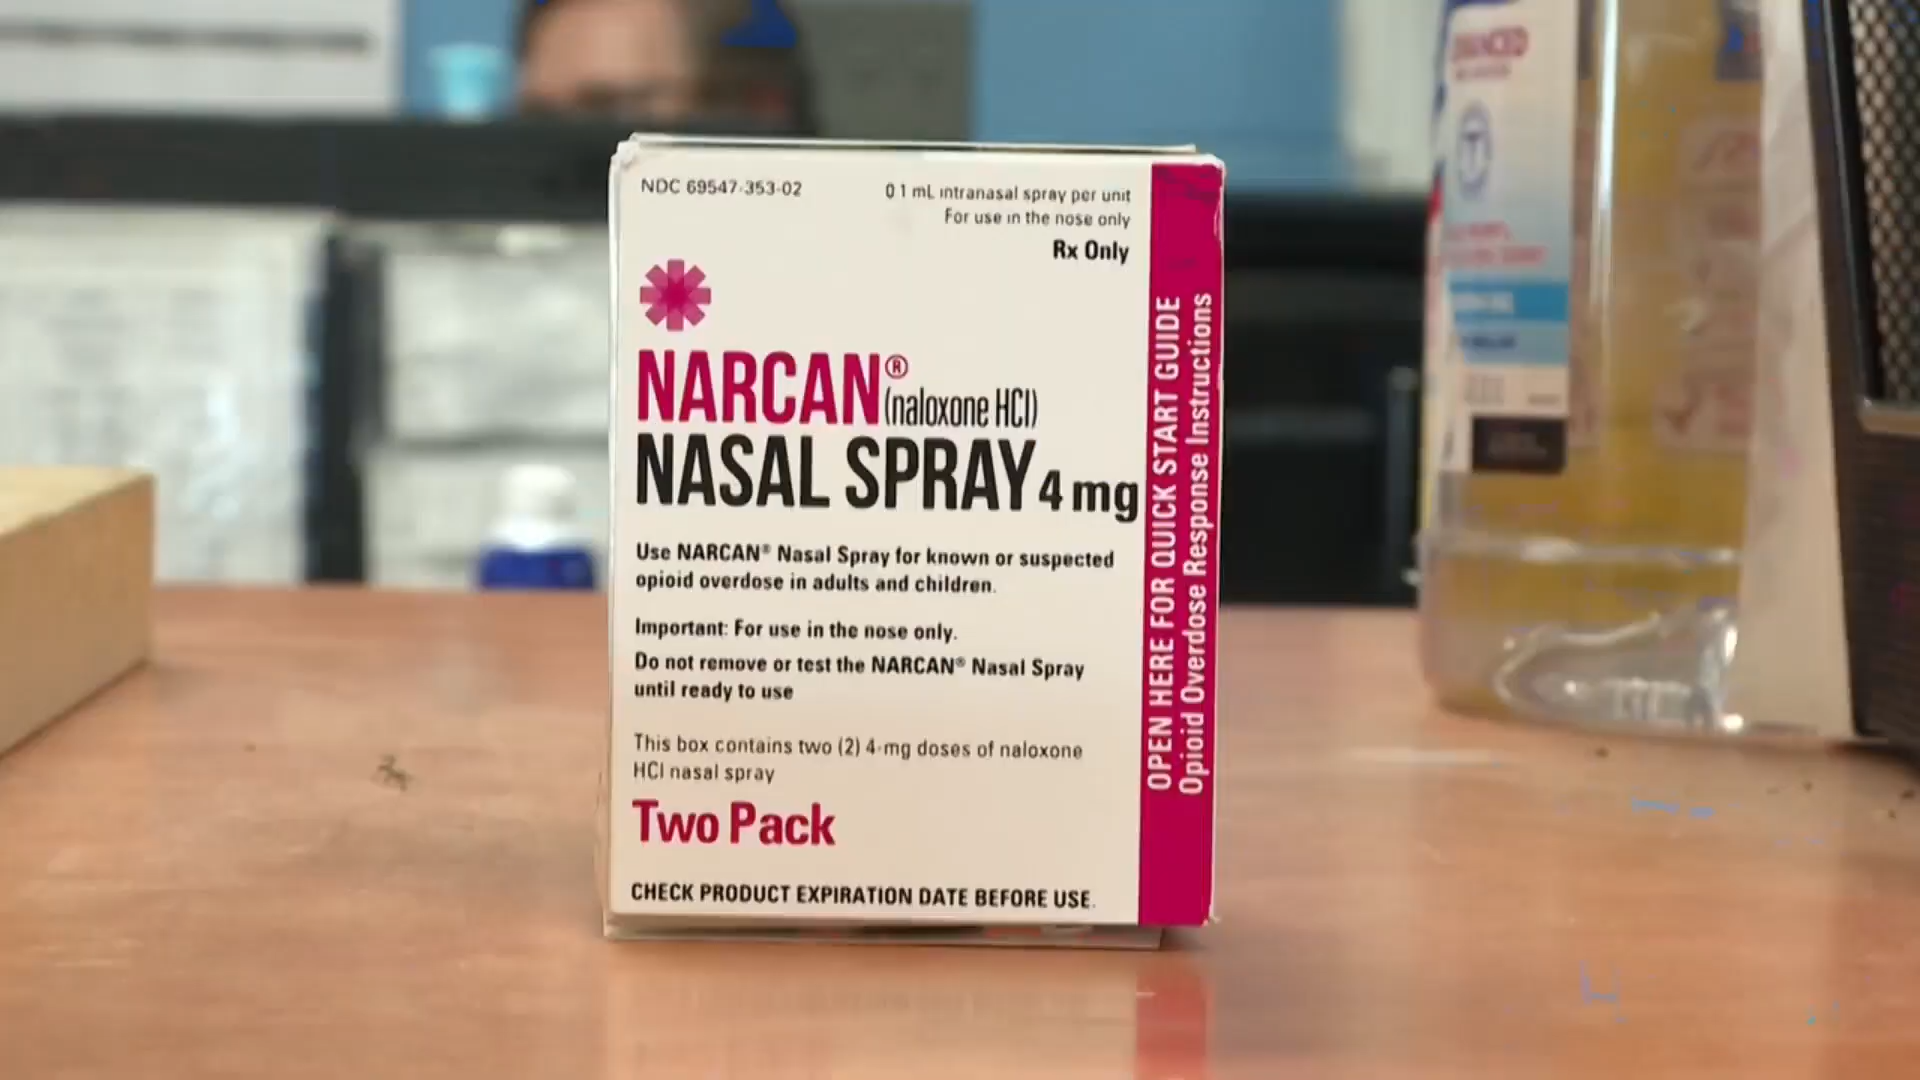 NDC 69547-353-02
0.1 mL intranasal spray per unit
For use in the nose only
Rx Only
NARCAN®
(naloxone HCl)
NASAL SPRAY 4 mg
Use NARCAN® Nasal Spray for known or suspected
opioid overdose in adults and children.
Important: For use in the nose only.
Do not remove or test the NARCAN® Nasal Spray
until ready to use
This box contains two (2) 4-mg doses of naloxone
HCl nasal spray
Two Pack
CHECK PRODUCT EXPIRATION DATE BEFORE USE.
OPEN HERE FOR QUICK START GUIDE
Opioid Overdose Response Instructions